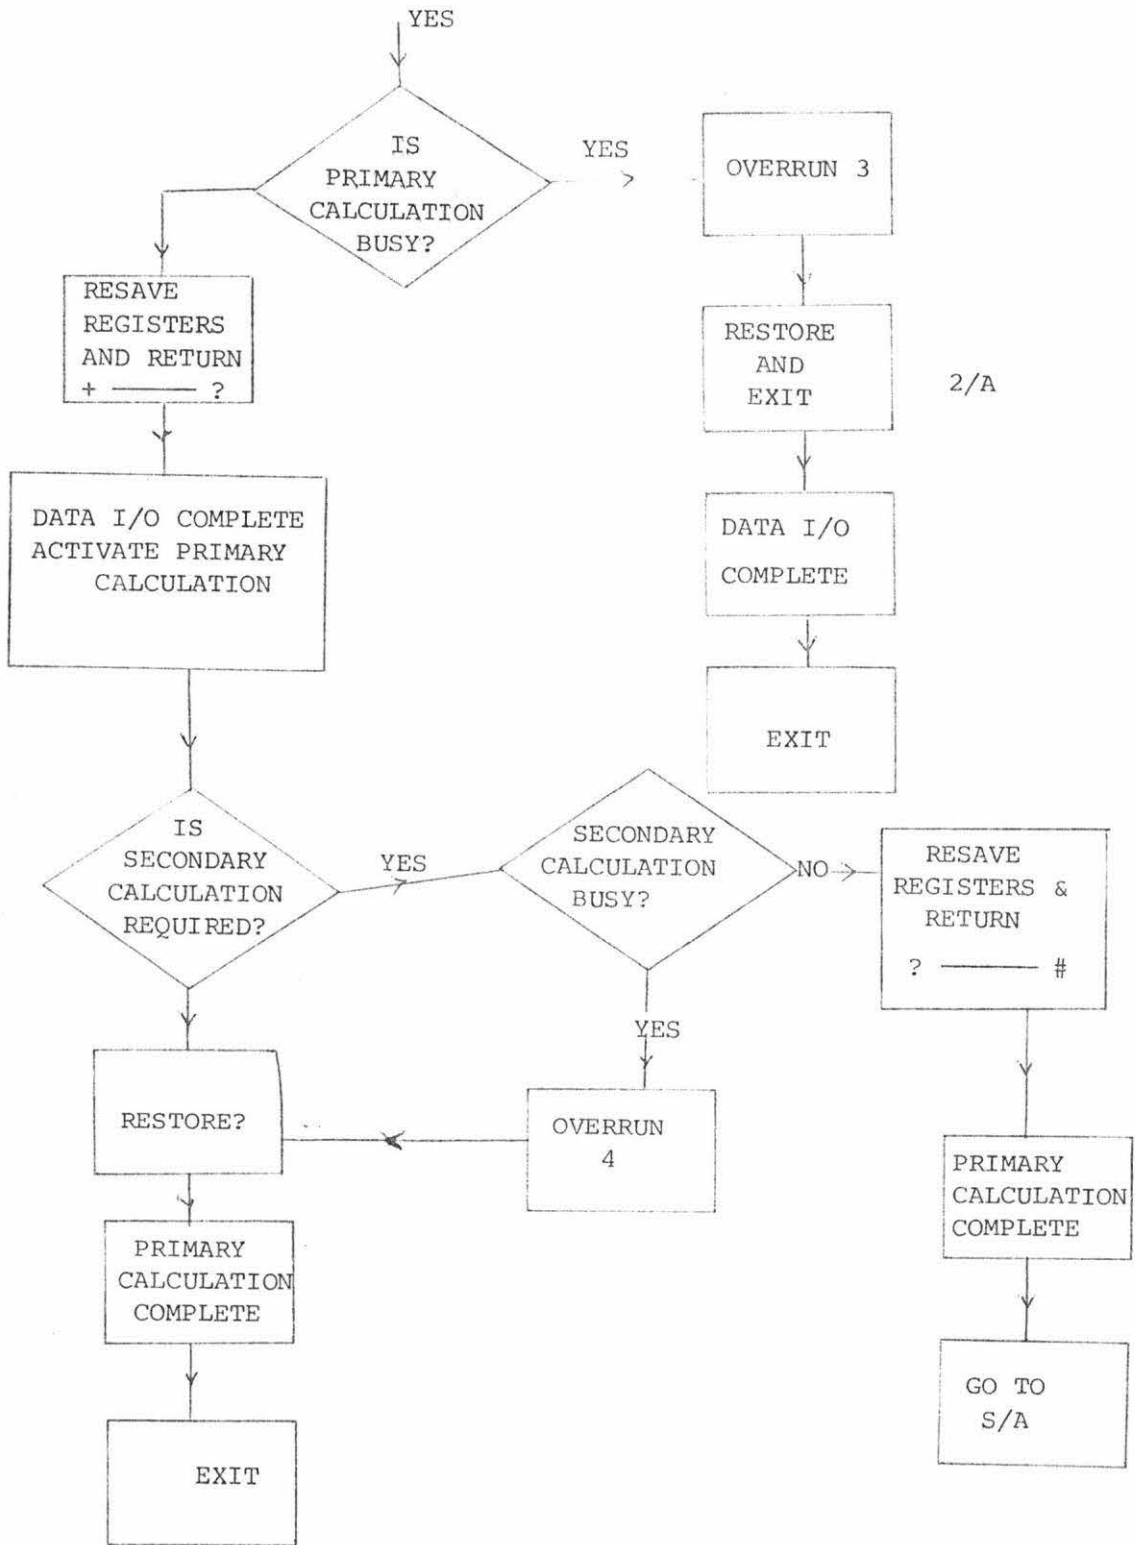 YES
IS
PRIMARY
CALCULATION
BUSY?
YES
OVERRUN 3
RESAVE
REGISTERS
AND RETURN
+ ——— ?
RESTORE
AND
EXIT
2/A
DATA I/O COMPLETE
ACTIVATE PRIMARY
CALCULATION
DATA I/O
COMPLETE
EXIT
IS
SECONDARY
CALCULATION
REQUIRED?
YES
SECONDARY
CALCULATION
BUSY?
NO
RESAVE
REGISTERS &
RETURN
? ——— #
YES
RESTORE?
OVERRUN
4
PRIMARY
CALCULATION
COMPLETE
PRIMARY
CALCULATION
COMPLETE
GO TO
S/A
EXIT